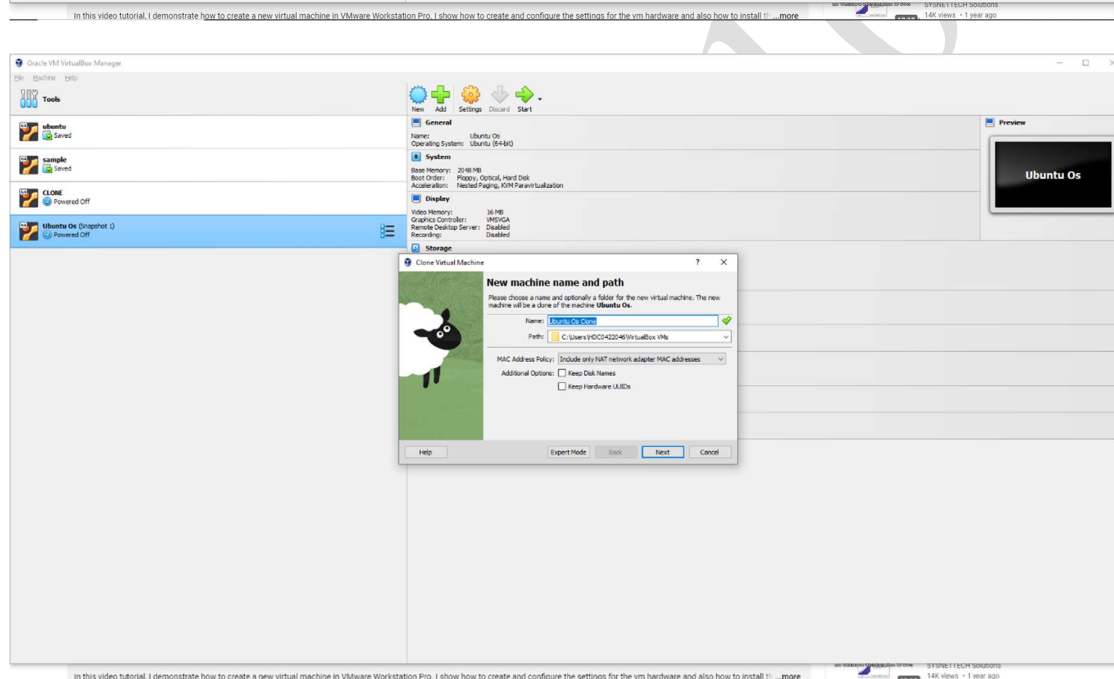 In this video tutorial, I demonstrate how to create a new virtual machine in VMware Workstation Pro. I show how to create and configure the settings for the vm hardware and also how to install th ...more
SYSNETTECH Solutions
14K views • 1 year ago
Oracle VM VirtualBox Manager
File Machine Help
Tools
New Add Settings Discard Start
ubuntu
Saved
sample
Saved
CLONE
Powered Off
Ubuntu Os (Snapshot 1)
Powered Off
General
Name: Ubuntu Os
Operating System: Ubuntu (64-bit)
System
Base Memory: 2048 MB
Boot Order: Floppy, Optical, Hard Disk
Acceleration: Nested Paging, KVM Paravirtualization
Display
Video Memory: 16 MB
Graphics Controller: VMSVGA
Remote Desktop Server: Disabled
Recording: Disabled
Storage
Preview
Ubuntu Os
Clone Virtual Machine ? X
New machine name and path
Please choose a name and optionally a folder for the new virtual machine. The new
machine will be a clone of the machine Ubuntu Os.
Name: Ubuntu Os Clone
Path: C:\Users\HDC0422046\VirtualBox VMs
MAC Address Policy: Include only NAT network adapter MAC addresses
Additional Options: Keep Disk Names
Keep Hardware UUIDs
Help Expert Mode Back Next Cancel
SYSNETTECH Solutions
In this video tutorial, I demonstrate how to create a new virtual machine in VMware Workstation Pro. I show how to create and configure the settings for the vm hardware and also how to install th ...more
14K views • 1 year ago